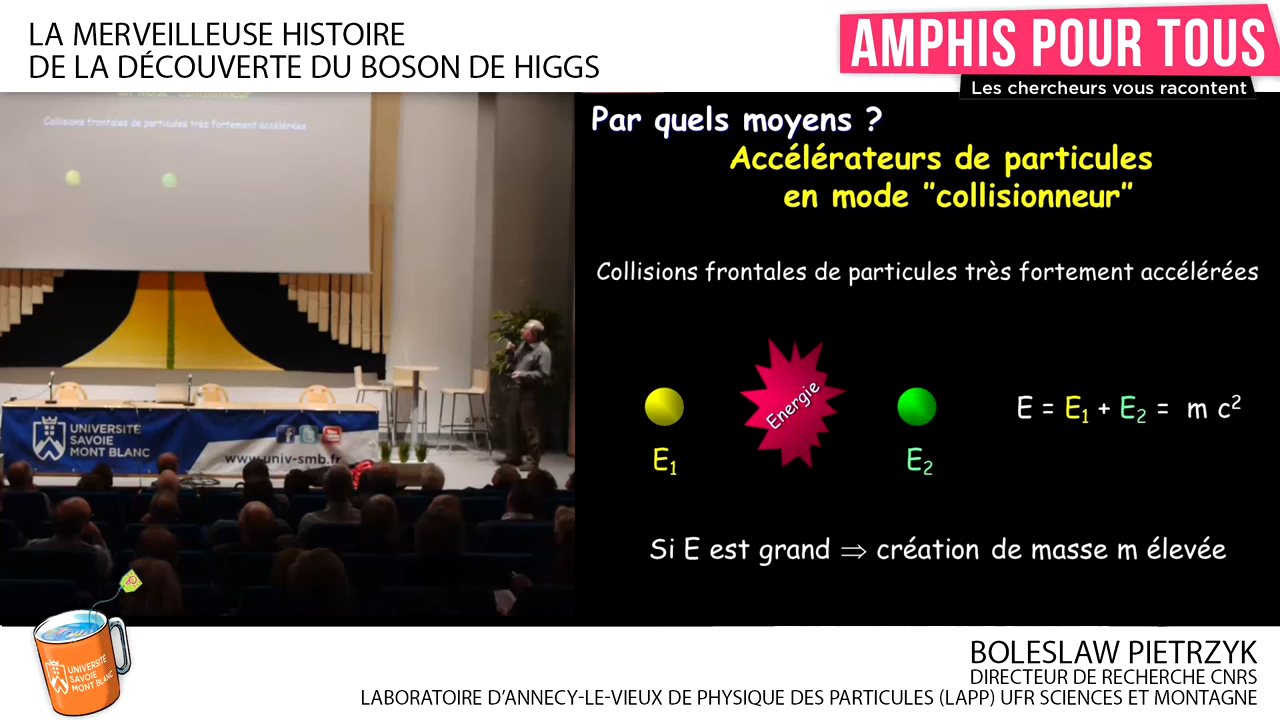 LA MERVEILLEUSE HISTOIRE
DE LA DÉCOUVERTE DU BOSON DE HIGGS
AMPHIS POUR TOUS
Les chercheurs vous racontent
Collisions frontales de particules très fortement accélérées
UNIVERSITÉ
SAVOIE
MONT BLANC
www.univ-smb.fr
Par quels moyens ?
Accélérateurs de particules
en mode "collisionneur"
Collisions frontales de particules très fortement accélérées
Energie
E = E₁ + E₂ = m c²
E₁
E₂
Si E est grand ⇒ création de masse m élevée
UNIVERSITÉ
SAVOIE
MONT BLANC
BOLESLAW PIETRZYK
DIRECTEUR DE RECHERCHE CNRS
LABORATOIRE D'ANNECY-LE-VIEUX DE PHYSIQUE DES PARTICULES (LAPP) UFR SCIENCES ET MONTAGNE